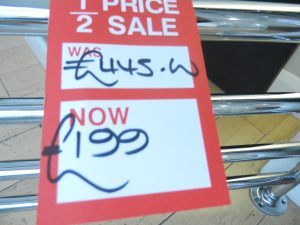 1/2 PRICE
SALE
WAS
£445.00
NOW
£199